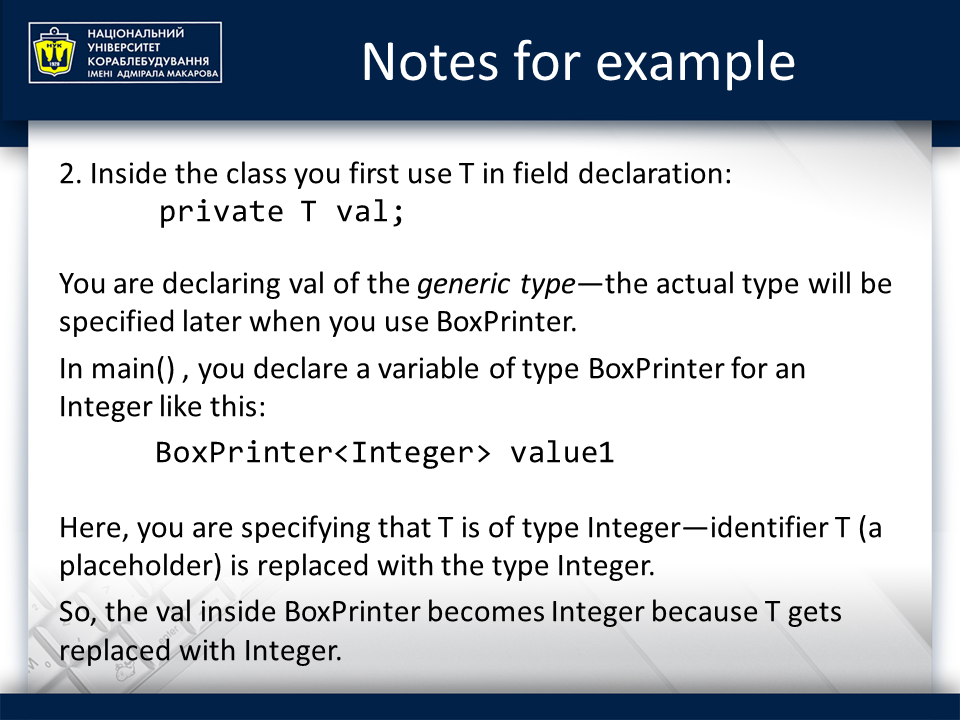 НАЦІОНАЛЬНИЙ
УНІВЕРСИТЕТ
КОРАБЛЕБУДУВАННЯ
ІМЕНІ АДМІРАЛА МАКАРОВА
НУК
1920
Notes for example
2. Inside the class you first use T in field declaration:
private T val;
You are declaring val of the generic type—the actual type will be
specified later when you use BoxPrinter.
In main() , you declare a variable of type BoxPrinter for an
Integer like this:
BoxPrinter<Integer> value1
Here, you are specifying that T is of type Integer—identifier T (a
placeholder) is replaced with the type Integer.
So, the val inside BoxPrinter becomes Integer because T gets
replaced with Integer.